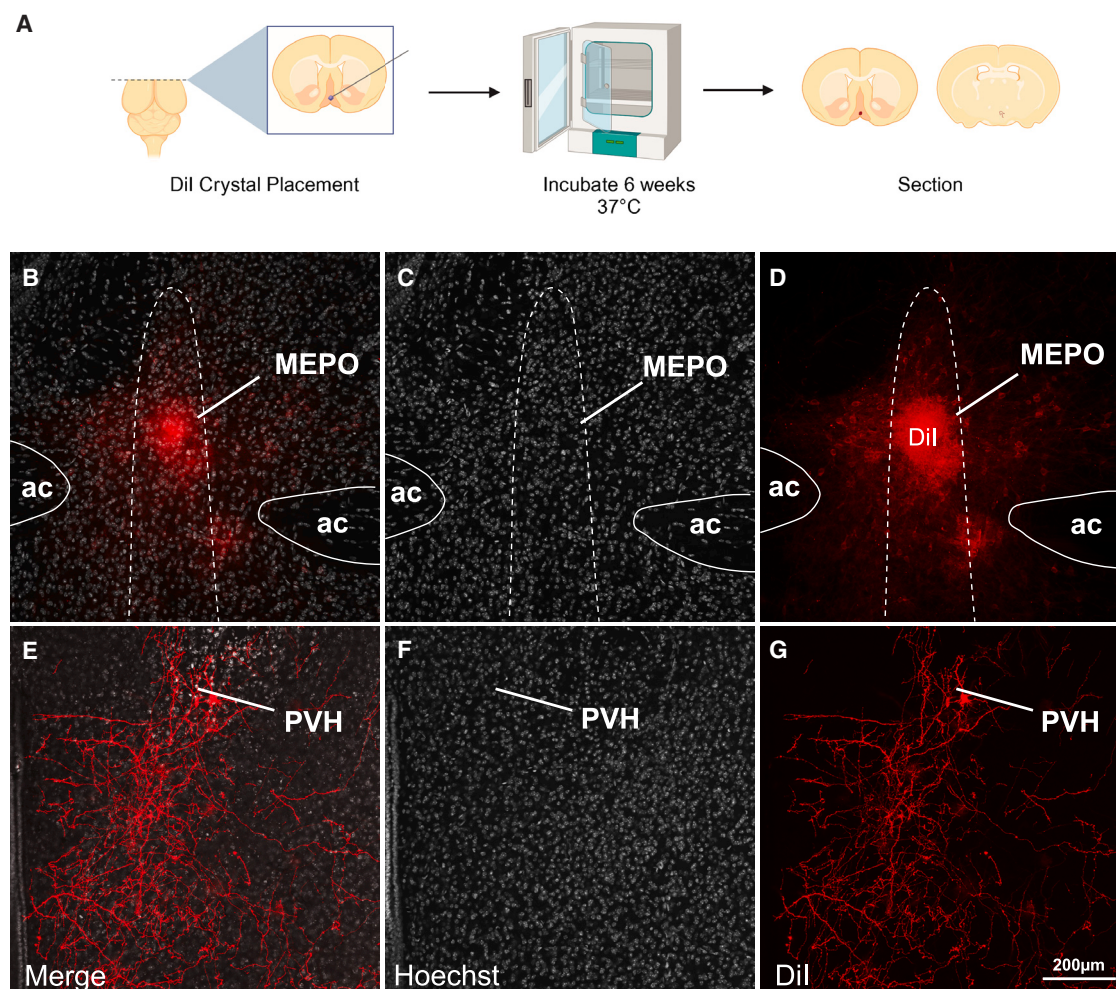 A
DiI Crystal Placement
Incubate 6 weeks
37°C
Section
B
MEPO
ac
ac
C
MEPO
ac
ac
D
MEPO
DiI
ac
ac
E
PVH
Merge
F
PVH
Hoechst
G
PVH
DiI
200µm